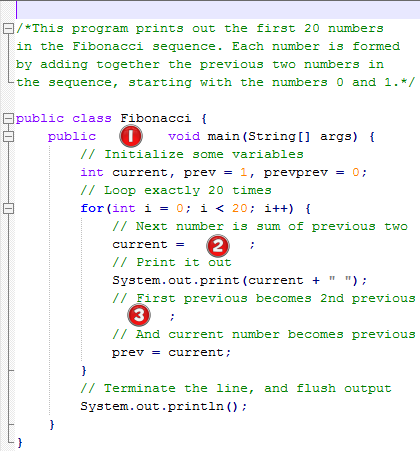 /*This program prints out the first 20 numbers
in the Fibonacci sequence. Each number is formed
by adding together the previous two numbers in
the sequence, starting with the numbers 0 and 1.*/
public class Fibonacci {
public 1 void main(String[] args) {
// Initialize some variables
int current, prev = 1, prevprev = 0;
// Loop exactly 20 times
for(int i = 0; i < 20; i++) {
// Next number is sum of previous two
current = 2 ;
// Print it out
System.out.print(current + " ");
// First previous becomes 2nd previous
3 ;
// And current number becomes previous
prev = current;
}
// Terminate the line, and flush output
System.out.println();
}
}